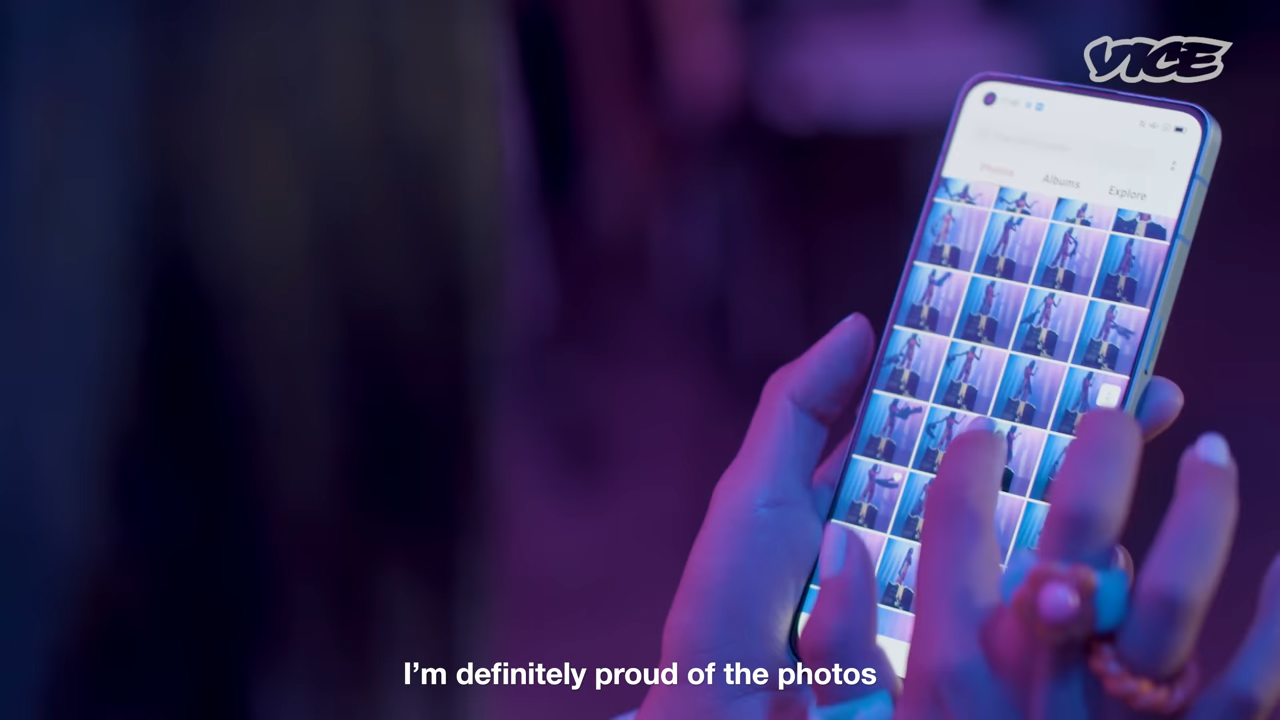 VICE
Photos
Albums
Explore
I'm definitely proud of the photos